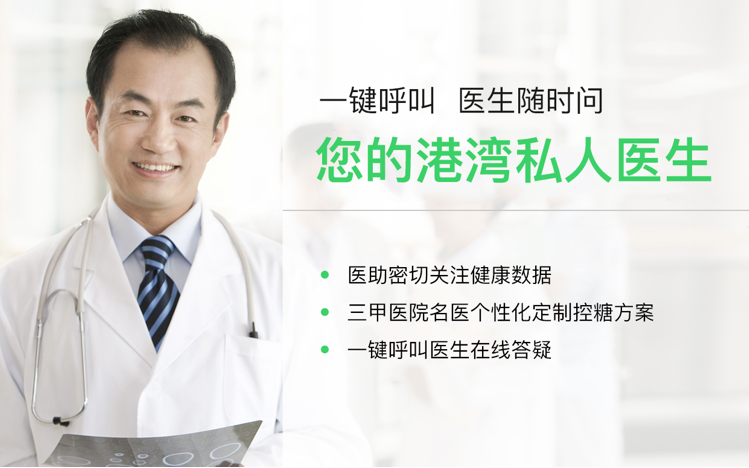 一键呼叫 医生随时问
您的港湾私人医生
医助密切关注健康数据
三甲医院名医个性化定制控糖方案
一键呼叫医生在线答疑